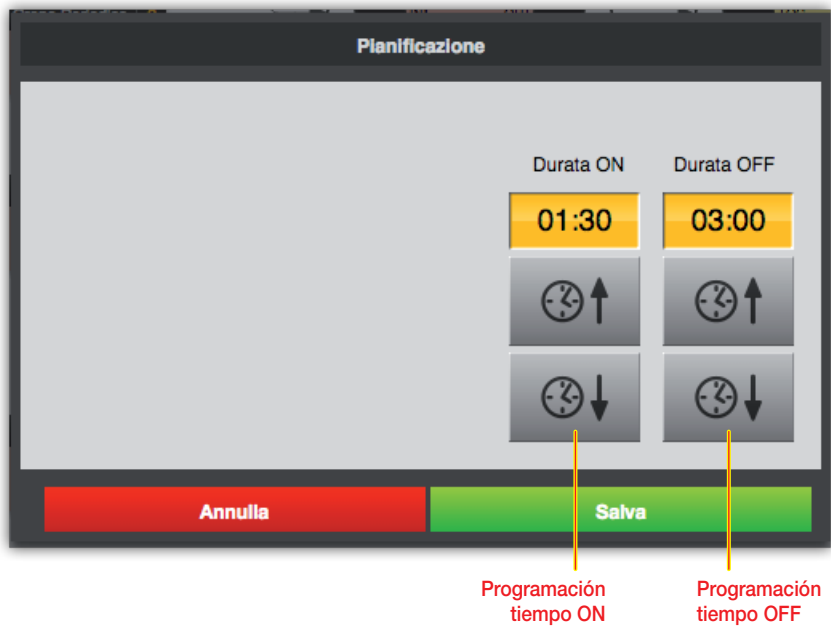 Pianificazione
Durata ON Durata OFF
01:30 03:00
Annulla Salva
Programación Programación
tiempo ON tiempo OFF